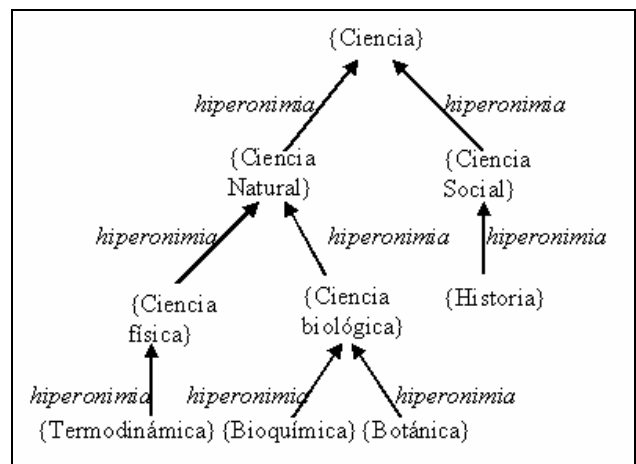 {Ciencia}
hiperonimia hiperonimia
{Ciencia
Natural}
{Ciencia
Social}
hiperonimia hiperonimia hiperonimia
{Ciencia
física}
{Ciencia
biológica}
{Historia}
hiperonimia hiperonimia hiperonimia
{Termodinámica} {Bioquímica} {Botánica}